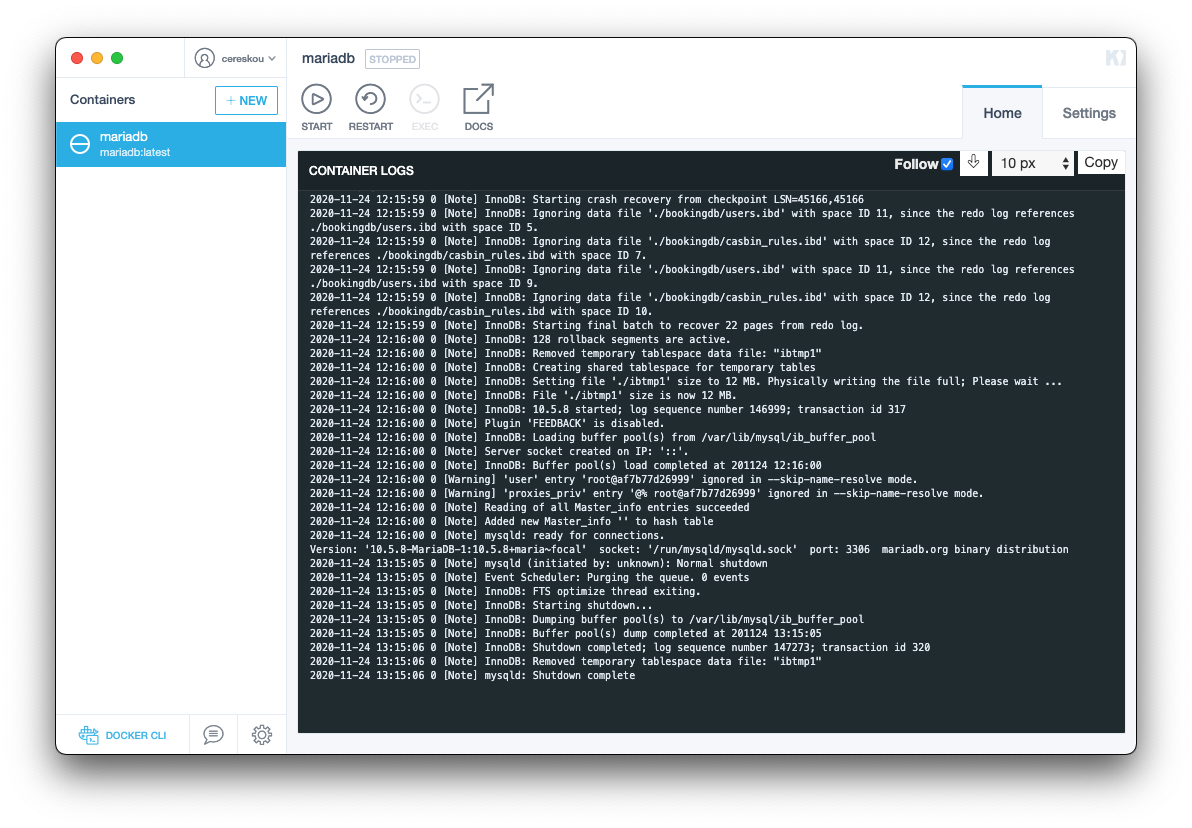 cereskou
mariadb STOPPED
Containers
+ NEW
mariadb
mariadb:latest
START
RESTART
EXEC
DOCS
Home
Settings
CONTAINER LOGS
Follow
10 px
Copy
2020-11-24 12:15:59 0 [Note] InnoDB: Starting crash recovery from checkpoint LSN=45166,45166
2020-11-24 12:15:59 0 [Note] InnoDB: Ignoring data file './bookingdb/users.ibd' with space ID 11, since the redo log references
./bookingdb/users.ibd with space ID 5.
2020-11-24 12:15:59 0 [Note] InnoDB: Ignoring data file './bookingdb/casbin_rules.ibd' with space ID 12, since the redo log
references ./bookingdb/casbin_rules.ibd with space ID 7.
2020-11-24 12:15:59 0 [Note] InnoDB: Ignoring data file './bookingdb/users.ibd' with space ID 11, since the redo log references
./bookingdb/users.ibd with space ID 9.
2020-11-24 12:15:59 0 [Note] InnoDB: Ignoring data file './bookingdb/casbin_rules.ibd' with space ID 12, since the redo log
references ./bookingdb/casbin_rules.ibd with space ID 10.
2020-11-24 12:15:59 0 [Note] InnoDB: Starting final batch to recover 22 pages from redo log.
2020-11-24 12:16:00 0 [Note] InnoDB: 128 rollback segments are active.
2020-11-24 12:16:00 0 [Note] InnoDB: Removed temporary tablespace data file: "ibtmp1"
2020-11-24 12:16:00 0 [Note] InnoDB: Creating shared tablespace for temporary tables
2020-11-24 12:16:00 0 [Note] InnoDB: Setting file './ibtmp1' size to 12 MB. Physically writing the file full; Please wait ...
2020-11-24 12:16:00 0 [Note] InnoDB: File './ibtmp1' size is now 12 MB.
2020-11-24 12:16:00 0 [Note] InnoDB: 10.5.8 started; log sequence number 146999; transaction id 317
2020-11-24 12:16:00 0 [Note] Plugin 'FEEDBACK' is disabled.
2020-11-24 12:16:00 0 [Note] InnoDB: Loading buffer pool(s) from /var/lib/mysql/ib_buffer_pool
2020-11-24 12:16:00 0 [Note] Server socket created on IP: '::'.
2020-11-24 12:16:00 0 [Note] InnoDB: Buffer pool(s) load completed at 201124 12:16:00
2020-11-24 12:16:00 0 [Warning] 'user' entry 'root@af7b77d26999' ignored in --skip-name-resolve mode.
2020-11-24 12:16:00 0 [Warning] 'proxies_priv' entry '@% root@af7b77d26999' ignored in --skip-name-resolve mode.
2020-11-24 12:16:00 0 [Note] Reading of all Master_info entries succeeded
2020-11-24 12:16:00 0 [Note] Added new Master_info '' to hash table
2020-11-24 12:16:00 0 [Note] mysqld: ready for connections.
Version: '10.5.8-MariaDB-1:10.5.8+maria~focal'  socket: '/run/mysqld/mysqld.sock'  port: 3306  mariadb.org binary distribution
2020-11-24 13:15:05 0 [Note] mysqld (initiated by: unknown): Normal shutdown
2020-11-24 13:15:05 0 [Note] Event Scheduler: Purging the queue. 0 events
2020-11-24 13:15:05 0 [Note] InnoDB: FTS optimize thread exiting.
2020-11-24 13:15:05 0 [Note] InnoDB: Starting shutdown...
2020-11-24 13:15:05 0 [Note] InnoDB: Dumping buffer pool(s) to /var/lib/mysql/ib_buffer_pool
2020-11-24 13:15:05 0 [Note] InnoDB: Buffer pool(s) dump completed at 201124 13:15:05
2020-11-24 13:15:06 0 [Note] InnoDB: Shutdown completed; log sequence number 147273; transaction id 320
2020-11-24 13:15:06 0 [Note] InnoDB: Removed temporary tablespace data file: "ibtmp1"
2020-11-24 13:15:06 0 [Note] mysqld: Shutdown complete
DOCKER CLI